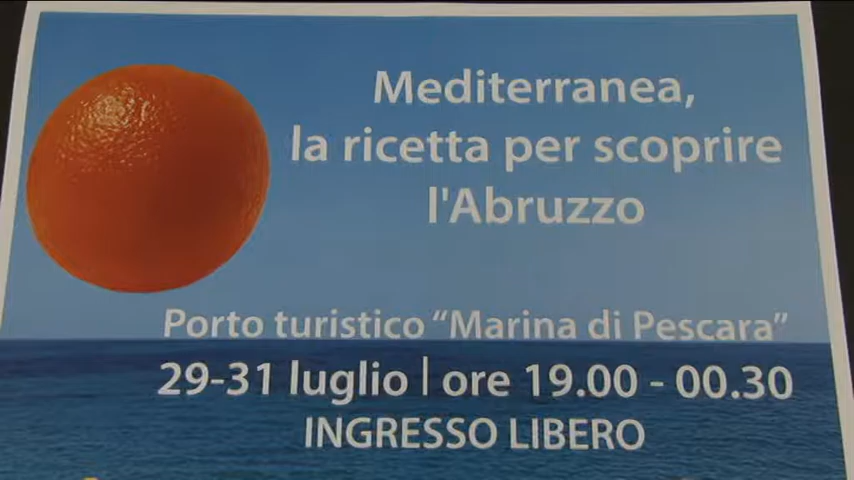 Mediterranea,
la ricetta per scoprire
l'Abruzzo
Porto turistico “Marina di Pescara”
29-31 luglio | ore 19.00 - 00.30
INGRESSO LIBERO